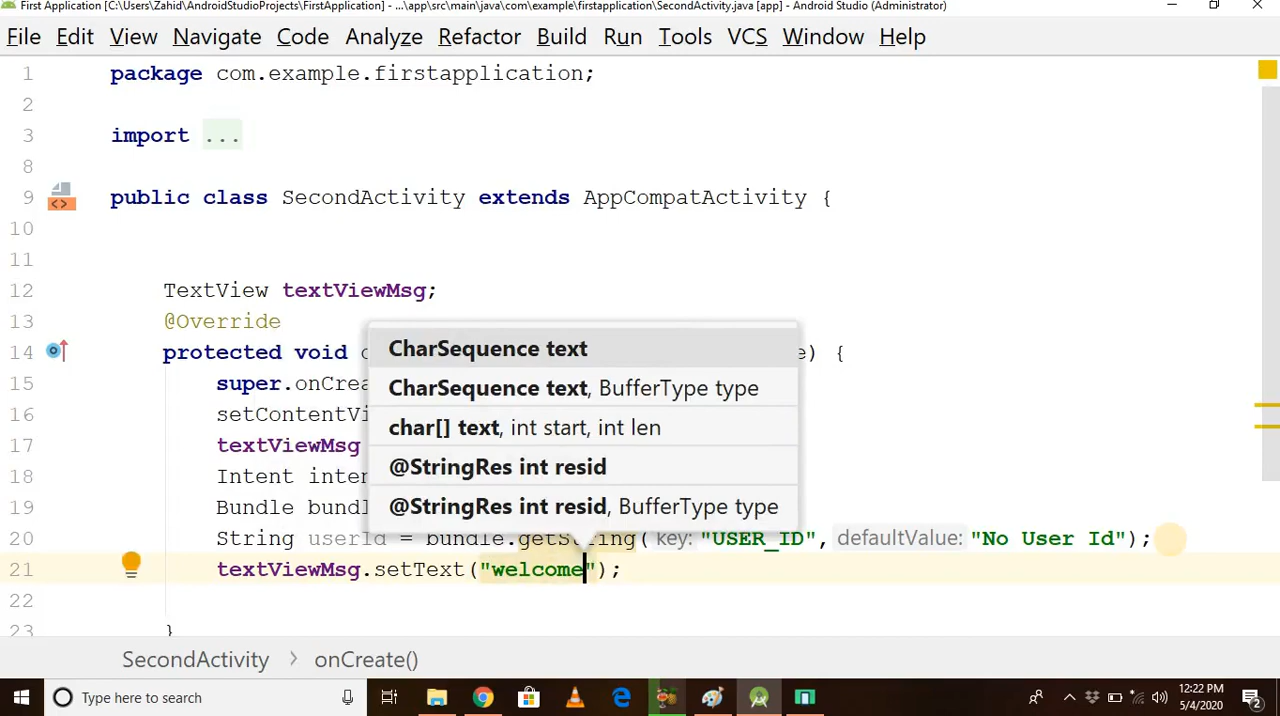 First Application [C:\Users\Zahid\AndroidStudioProjects\FirstApplication] - ...\app\src\main\java\com\example\firstapplication\SecondActivity.java [app] - Android Studio (Administrator)
File Edit View Navigate Code Analyze Refactor Build Run Tools VCS Window Help
1 package com.example.firstapplication;
2
3 import ...
8
9 public class SecondActivity extends AppCompatActivity {
10
11
12 TextView textViewMsg;
13 @Override
CharSequence text
14 protected void e) {
15 super.onCrea
CharSequence text, BufferType type
16 setContentVi
char[] text, int start, int len
17 textViewMsg
@StringRes int resid
18 Intent inten
19 Bundle bundl
@StringRes int resid, BufferType type
20 String userId = bundle.getString( key: "USER_ID", defaultValue: "No User Id");
21 textViewMsg.setText("welcome");
22
23 }
SecondActivity > onCreate()
Type here to search
12:22 PM
5/4/2020
2